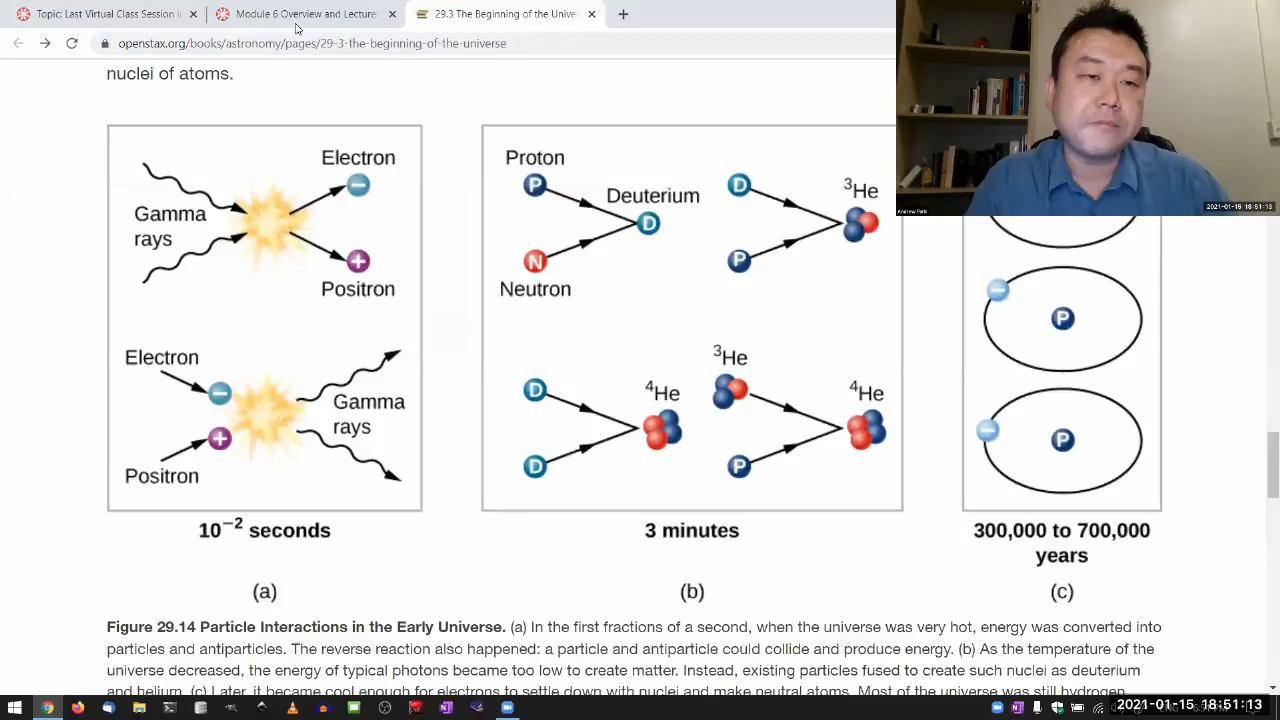 Topic: Last Virtual Class Session in
Module 6 Overview and Lectures
29.3 The Beginning of the Univer
openstax.org/books/astronomy/pages/29-3-the-beginning-of-the-universe
nuclei of atoms.
Andrew Park
2021-01-15 18:51:13
Electron
Gamma
rays
Positron
Electron
Gamma
rays
Positron
10−2 seconds
(a)
Proton
P
Deuterium
D
N
Neutron
D
3He
P
D
4He
D
3He
4He
P
3 minutes
(b)
P
P
300,000 to 700,000
years
(c)
Figure 29.14 Particle Interactions in the Early Universe. (a) In the first fractions of a second, when the universe was very hot, energy was converted into
particles and antiparticles. The reverse reaction also happened: a particle and antiparticle could collide and produce energy. (b) As the temperature of the
universe decreased, the energy of typical photons became too low to create matter. Instead, existing particles fused to create such nuclei as deuterium
and helium. (c) Later, it became cool enough for electrons to settle down with nuclei and make neutral atoms. Most of the universe was still hydrogen.
2021-01-15 18:51:13